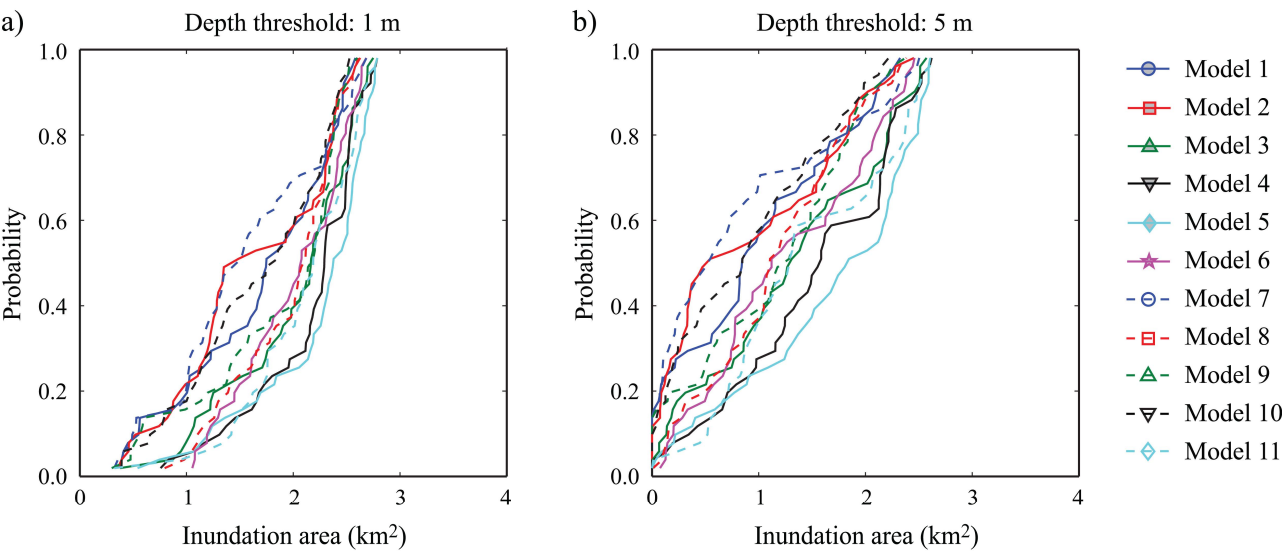 a)
Depth threshold: 1 m
1.0
0.8
0.6
0.4
0.2
0.0
Probability
0
1
2
3
4
Inundation area (km²)
b)
Depth threshold: 5 m
1.0
0.8
0.6
0.4
0.2
0.0
Probability
0
1
2
3
4
Inundation area (km²)
Model 1
Model 2
Model 3
Model 4
Model 5
Model 6
Model 7
Model 8
Model 9
Model 10
Model 11